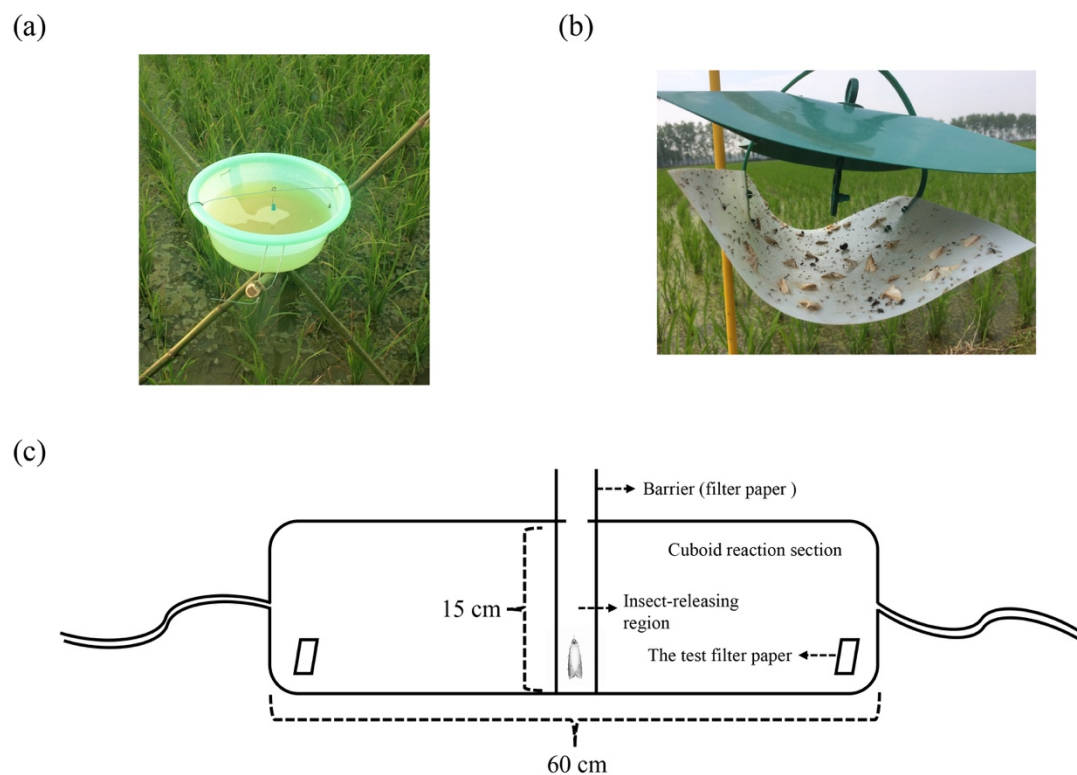 (a)
(b)
(c)
Barrier (filter paper )
Cuboid reaction section
15 cm
Insect-releasing
region
The test filter paper
60 cm